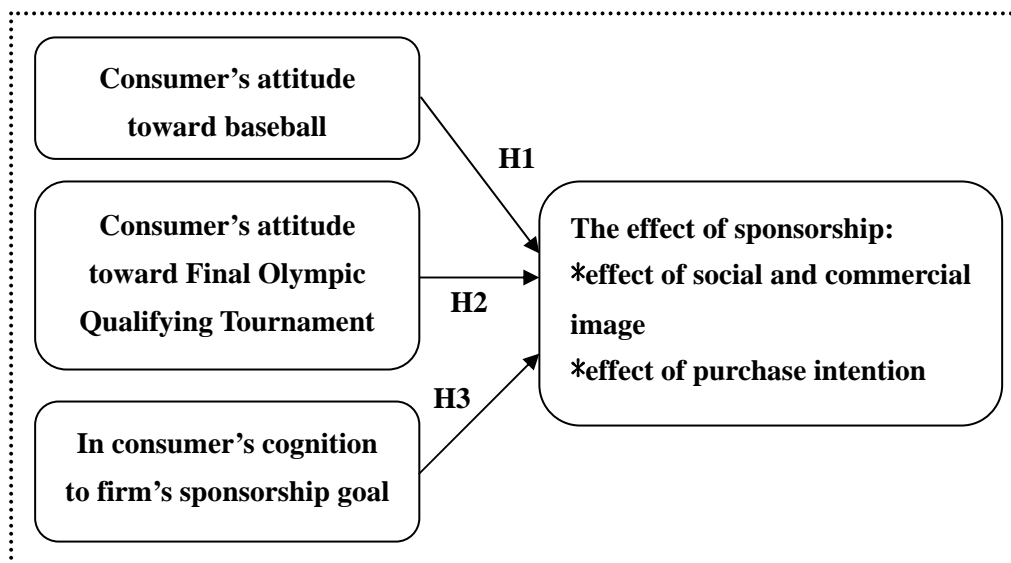 Consumer’s attitude
toward baseball
H1
Consumer’s attitude
toward Final Olympic
Qualifying Tournament
H2
In consumer’s cognition
to firm’s sponsorship goal
H3
The effect of sponsorship:
*effect of social and commercial
image
*effect of purchase intention